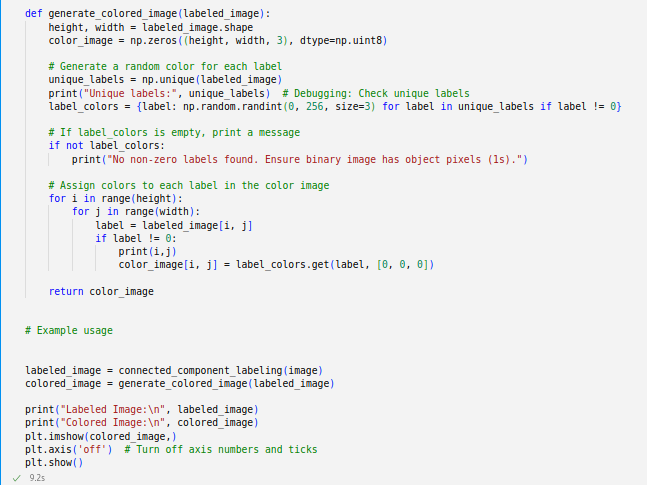 def generate_colored_image(labeled_image):
    height, width = labeled_image.shape
    color_image = np.zeros((height, width, 3), dtype=np.uint8)

    # Generate a random color for each label
    unique_labels = np.unique(labeled_image)
    print("Unique labels:", unique_labels)  # Debugging: Check unique labels
    label_colors = {label: np.random.randint(0, 256, size=3) for label in unique_labels if label != 0}

    # If label_colors is empty, print a message
    if not label_colors:
        print("No non-zero labels found. Ensure binary image has object pixels (1s).")

    # Assign colors to each label in the color image
    for i in range(height):
        for j in range(width):
            label = labeled_image[i, j]
            if label != 0:
                print(i,j)
                color_image[i, j] = label_colors.get(label, [0, 0, 0])

    return color_image


# Example usage


labeled_image = connected_component_labeling(image)
colored_image = generate_colored_image(labeled_image)

print("Labeled Image:\n", labeled_image)
print("Colored Image:\n", colored_image)
plt.imshow(colored_image,)
plt.axis('off')  # Turn off axis numbers and ticks
plt.show()
9.2s